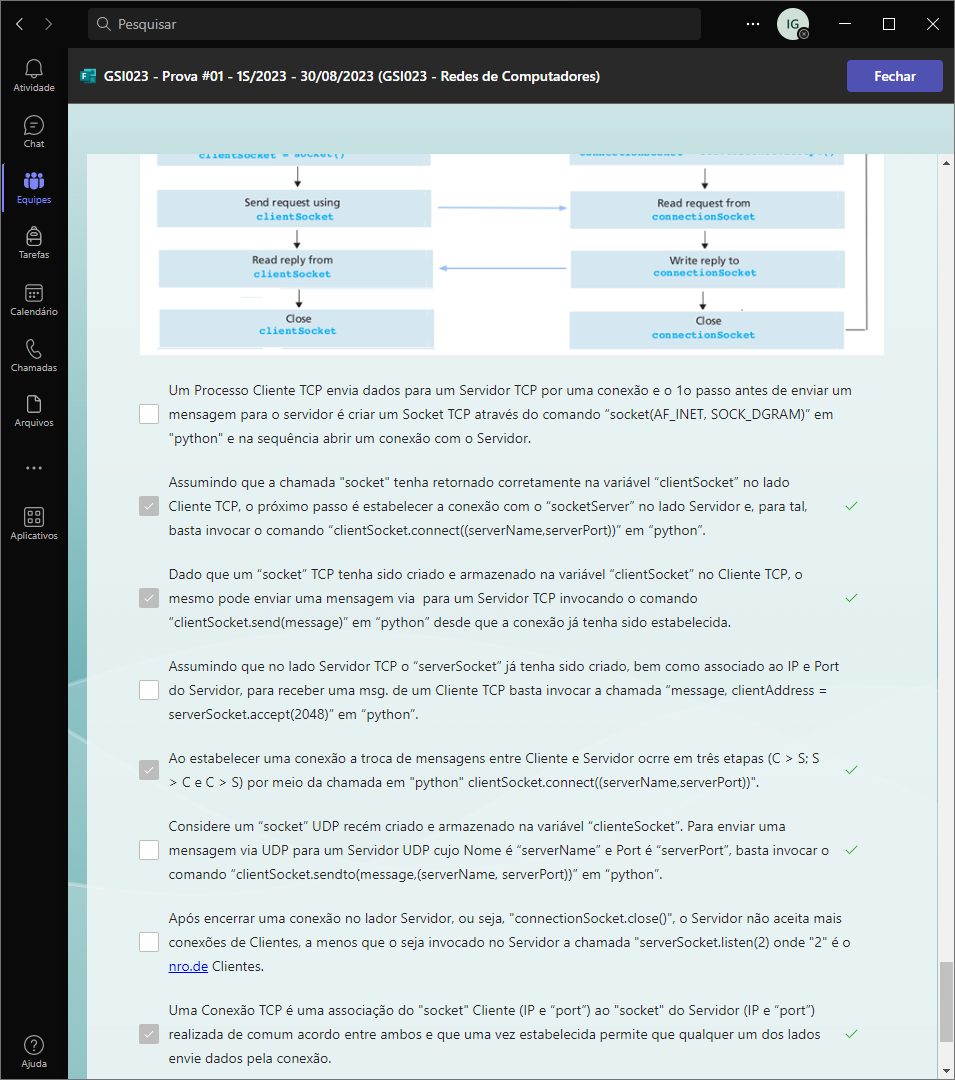 Pesquisar
IG
Atividade
Chat
Equipes
Tarefas
Calendário
Chamadas
Arquivos
Aplicativos
Ajuda
GSI023 - Prova #01 - 1S/2023 - 30/08/2023 (GSI023 - Redes de Computadores)
Fechar
clientSocket = socket()
Send request using
clientSocket
Read request from
connectionSocket
Read reply from
clientSocket
Write reply to
connectionSocket
Close
clientSocket
Close
connectionSocket
Um Processo Cliente TCP envia dados para um Servidor TCP por uma conexão e o 1o passo antes de enviar um
mensagem para o servidor é criar um Socket TCP através do comando “socket(AF_INET, SOCK_DGRAM)” em
"python" e na sequência abrir um conexão com o Servidor.
Assumindo que a chamada "socket" tenha retornado corretamente na variável “clientSocket” no lado
Cliente TCP, o próximo passo é estabelecer a conexão com o “socketServer” no lado Servidor e, para tal,
basta invocar o comando “clientSocket.connect((serverName,serverPort))” em “python”.
Dado que um “socket” TCP tenha sido criado e armazenado na variável “clientSocket” no Cliente TCP, o
mesmo pode enviar uma mensagem via  para um Servidor TCP invocando o comando
“clientSocket.send(message)” em “python” desde que a conexão já tenha sido estabelecida.
Assumindo que no lado Servidor TCP o “serverSocket” já tenha sido criado, bem como associado ao IP e Port
do Servidor, para receber uma msg. de um Cliente TCP basta invocar a chamada “message, clientAddress =
serverSocket.accept(2048)” em “python”.
Ao estabelecer uma conexão a troca de mensagens entre Cliente e Servidor ocrre em três etapas (C > S; S
> C e C > S) por meio da chamada em "python" clientSocket.connect((serverName,serverPort))".
Considere um “socket” UDP recém criado e armazenado na variável “clienteSocket”. Para enviar uma
mensagem via UDP para um Servidor UDP cujo Nome é “serverName” e Port é “serverPort”, basta invocar o
comando “clientSocket.sendto(message,(serverName, serverPort))” em “python”.
Após encerrar uma conexão no lador Servidor, ou seja, "connectionSocket.close()", o Servidor não aceita mais
conexões de Clientes, a menos que o seja invocado no Servidor a chamada "serverSocket.listen(2) onde "2" é o
nro.de Clientes.
Uma Conexão TCP é uma associação do "socket" Cliente (IP e “port”) ao "socket" do Servidor (IP e “port”)
realizada de comum acordo entre ambos e que uma vez estabelecida permite que qualquer um dos lados
envie dados pela conexão.